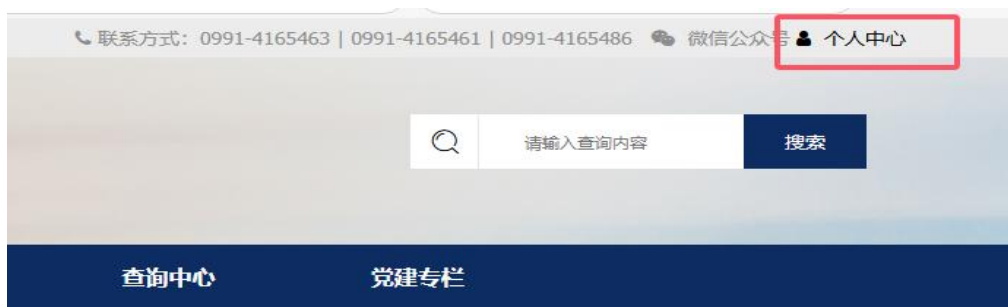 联系方式：0991-4165463 | 0991-4165461 | 0991-4165486 微信公众号 个人中心
请输入查询内容 搜索
查询中心 党建专栏